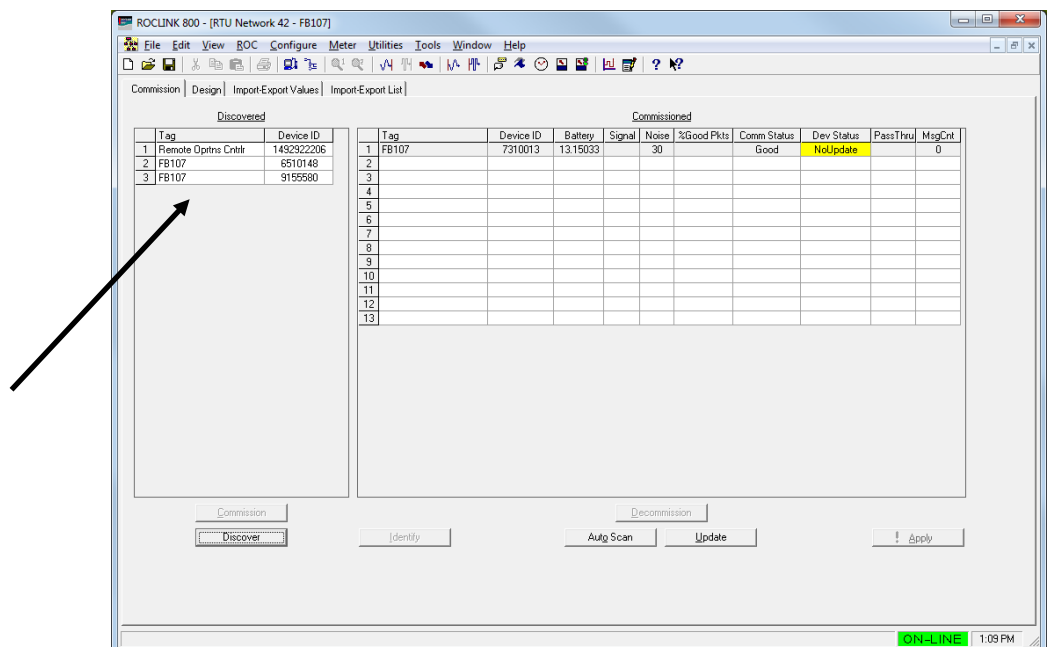 ROCLINK 800 - [RTU Network 42 - FB107]
File Edit View ROC Configure Meter Utilities Tools Window Help
Commission Design Import-Export Values Import-Export List
Discovered Commissioned
Tag Device ID Tag Device ID Battery Signal Noise %Good Pkts Comm Status Dev Status PassThru MsgCnt
1 Remote Oprtns Cntrlr 1492922206 1 FB107 7310013 13.15033 30 Good NoUpdate 0
2 FB107 6510148 2
3 FB107 9155580 3
4
5
6
7
8
9
10
11
12
13
Commission Decommission
Discover Identify Auto Scan Update ! Apply
ON-LINE 1:09 PM